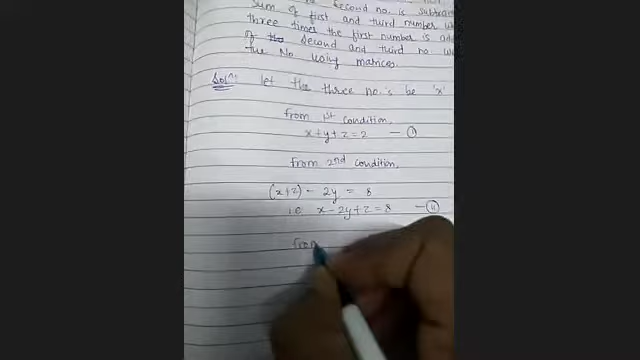 second no. is subtrac
sum of first and third number w
three times the first number is ad
of second and third no. w
the No Using matrices.
Solⁿ: let the three no.'s be 'x'
from 1st condition,
x+y+z=2 — (I)
from 2nd condition,
(x+z) - 2y = 8
i.e. x-2y+z=8 — (II)
from